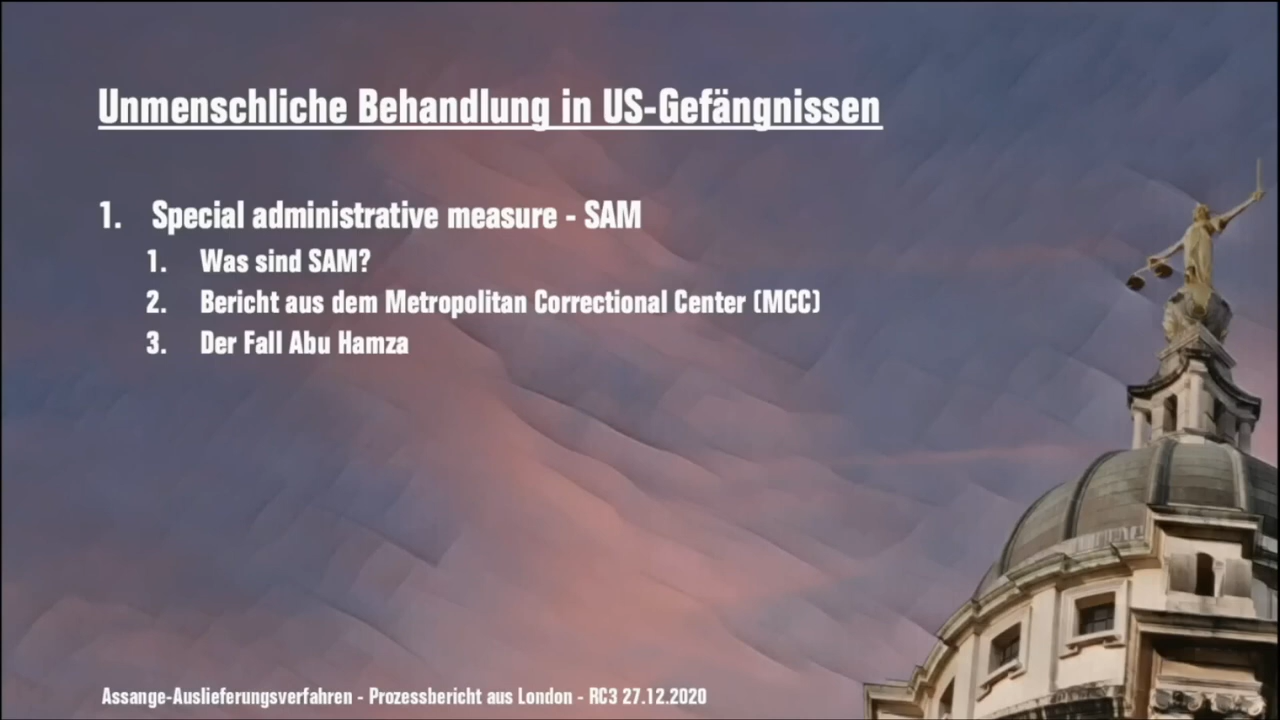 Unmenschliche Behandlung in US-Gefängnissen
1. Special administrative measure - SAM
1. Was sind SAM?
2. Bericht aus dem Metropolitan Correctional Center (MCC)
3. Der Fall Abu Hamza
Assange-Auslieferungsverfahren - Prozessbericht aus London - RC3 27.12.2020